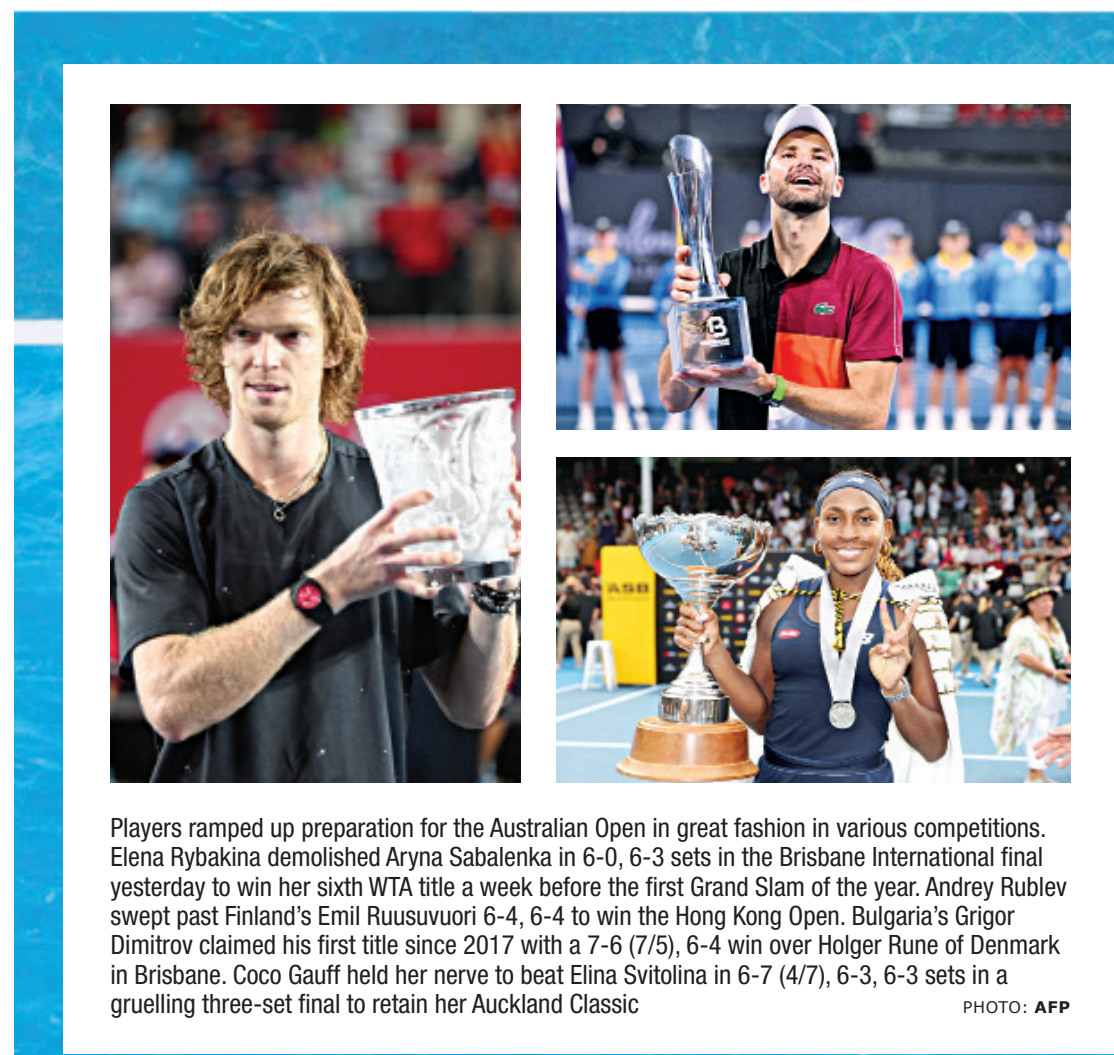 B
ASB
Players ramped up preparation for the Australian Open in great fashion in various competitions.
Elena Rybakina demolished Aryna Sabalenka in 6-0, 6-3 sets in the Brisbane International final
yesterday to win her sixth WTA title a week before the first Grand Slam of the year. Andrey Rublev
swept past Finland’s Emil Ruusuvuori 6-4, 6-4 to win the Hong Kong Open. Bulgaria’s Grigor
Dimitrov claimed his first title since 2017 with a 7-6 (7/5), 6-4 win over Holger Rune of Denmark
in Brisbane. Coco Gauff held her nerve to beat Elina Svitolina in 6-7 (4/7), 6-3, 6-3 sets in a
gruelling three-set final to retain her Auckland Classic
PHOTO: AFP